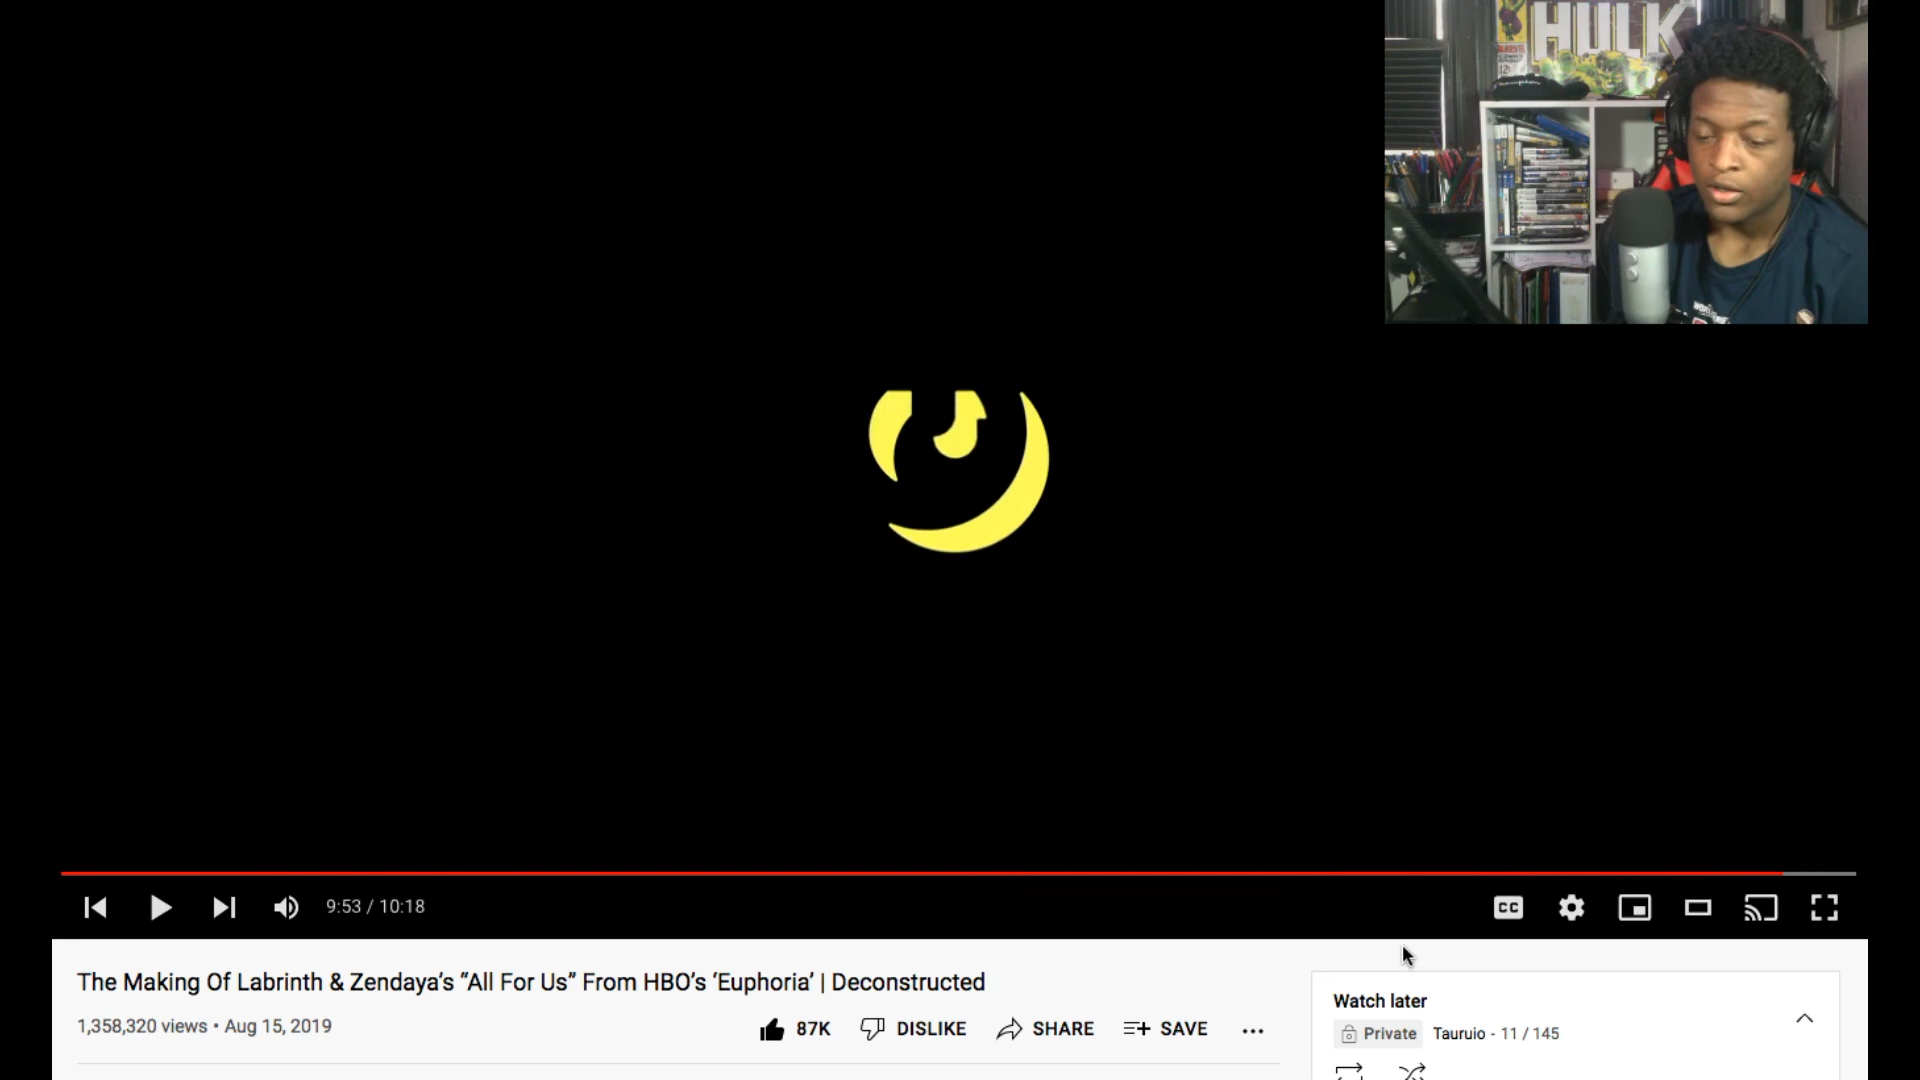 HULK
9:53 / 10:18
CC
The Making Of Labrinth & Zendaya's “All For Us” From HBO's ‘Euphoria’ | Deconstructed
1,358,320 views • Aug 15, 2019
87K
DISLIKE
SHARE
SAVE
Watch later
Private
Tauruio - 11 / 145